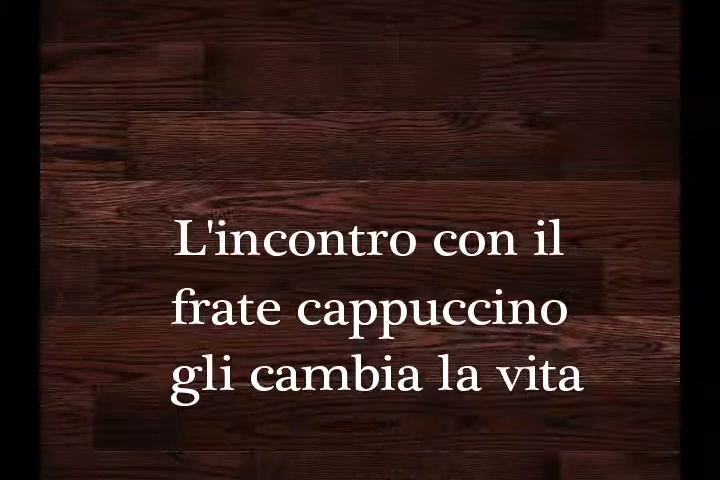 L'incontro con il
frate cappuccino
gli cambia la vita